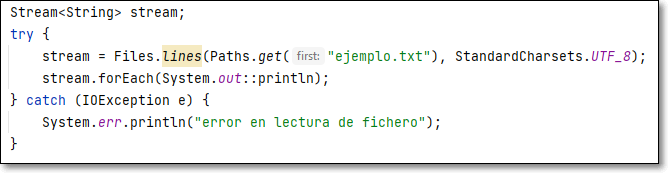 Stream<String> stream;
try {
stream = Files.lines(Paths.get( first: "ejemplo.txt"), StandardCharsets.UTF_8);
stream.forEach(System.out::println);
} catch (IOException e) {
System.err.println("error en lectura de fichero");
}